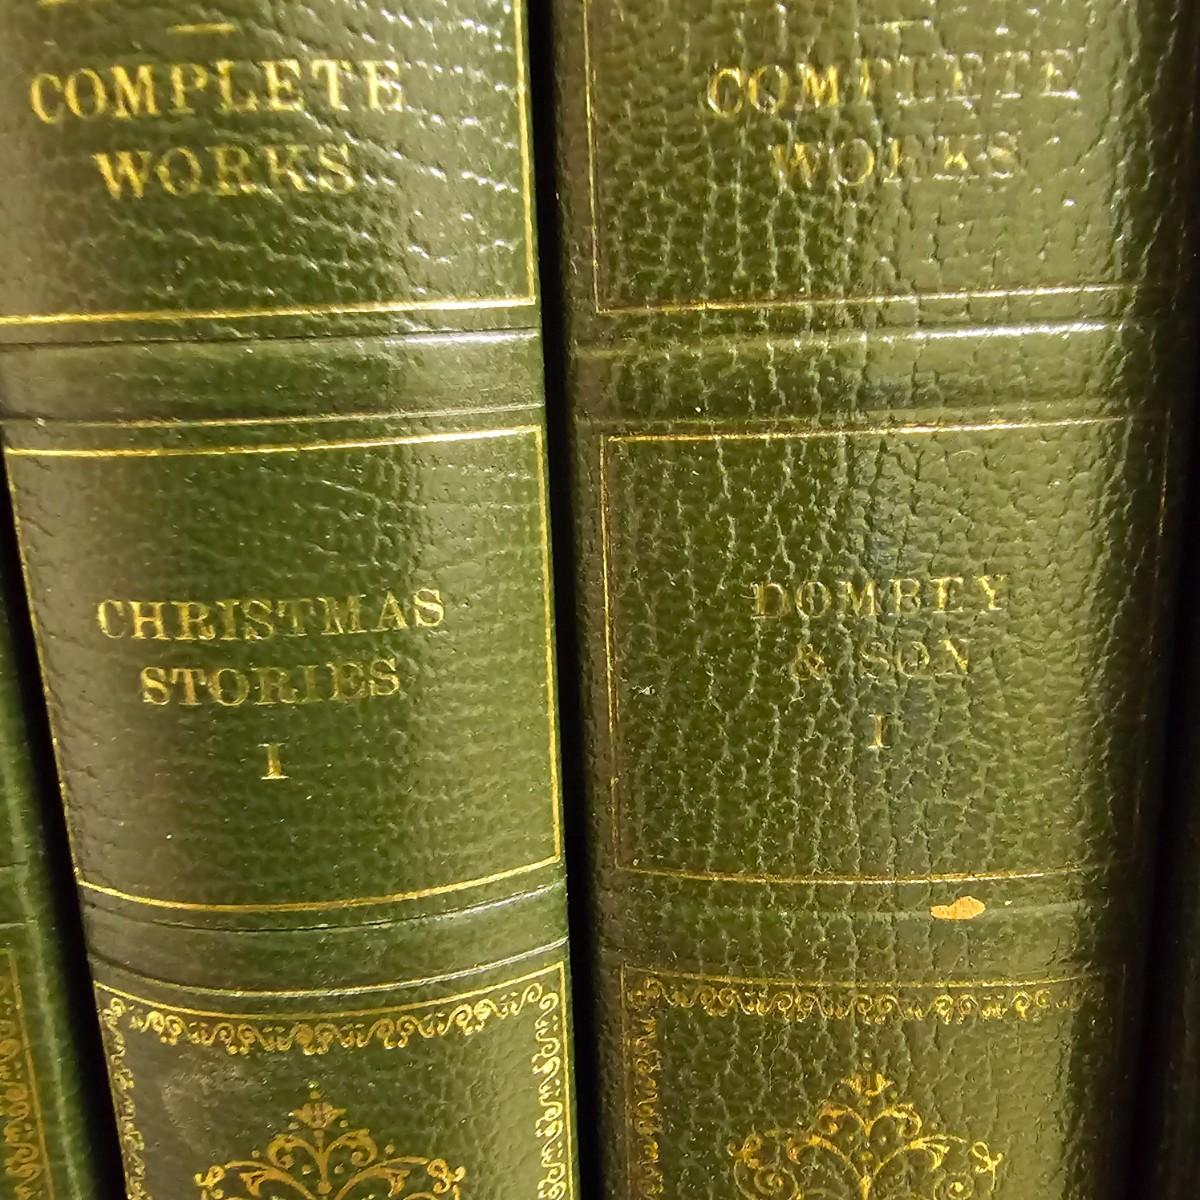 COMPLETE
WORKS
CHRISTMAS
STORIES
I
COMPLETE
WORKS
DOMBEY
& SON
I